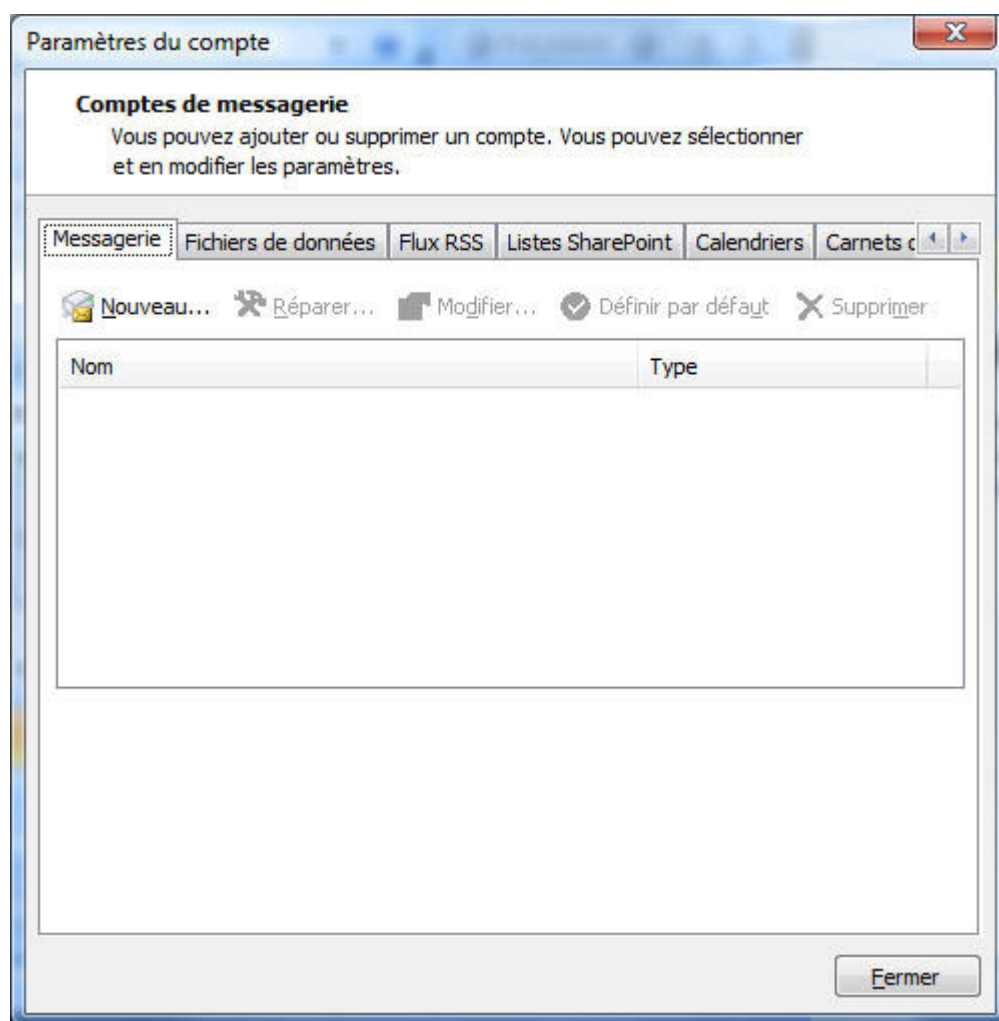 Paramètres du compte
Comptes de messagerie
Vous pouvez ajouter ou supprimer un compte. Vous pouvez sélectionner
et en modifier les paramètres.
Messagerie Fichiers de données Flux RSS Listes SharePoint Calendriers Carnets
Nouveau... Réparer... Modifier... Définir par défaut Supprimer
Nom Type
Fermer